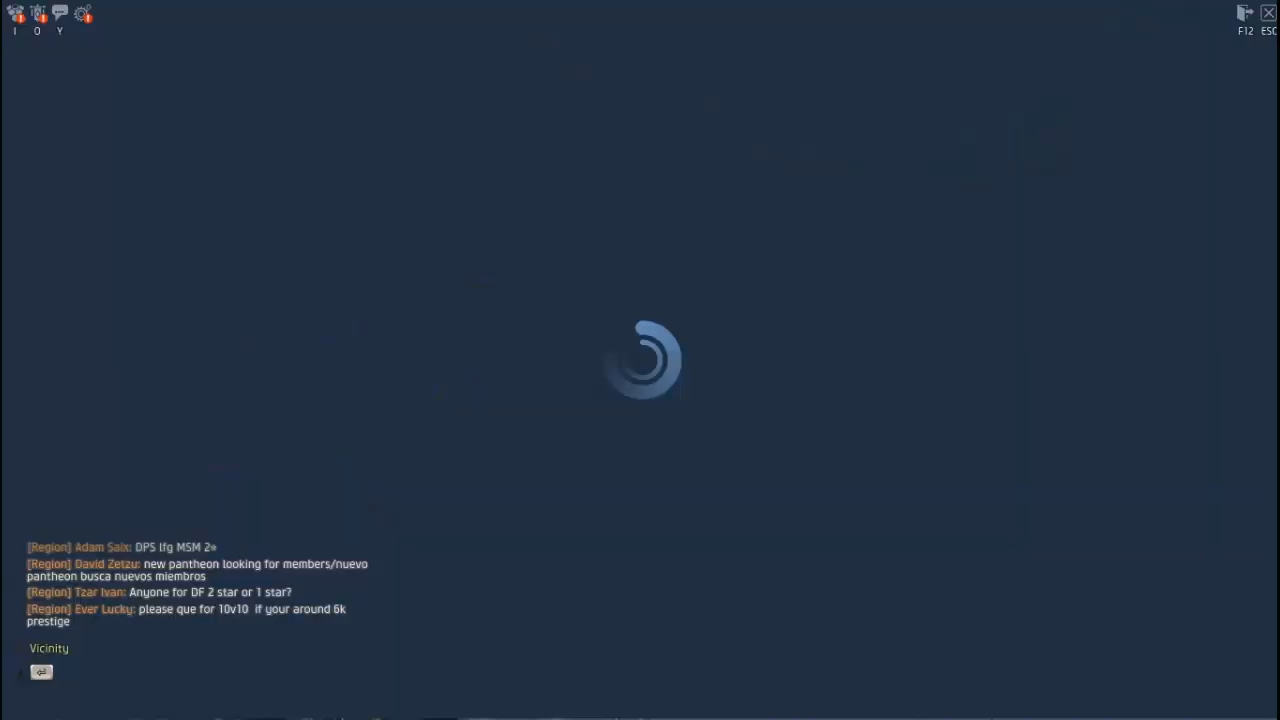 I O Y
F12 ESC
[Region] Adam Saix: DPS lfg MSM 2*
[Region] David Zetzu: new pantheon looking for members/nuevo
pantheon busca nuevos miembros
[Region] Tzar Ivan: Anyone for DF 2 star or 1 star?
[Region] Ever Lucky: please que for 10v10 if your around 6k
prestige
Vicinity